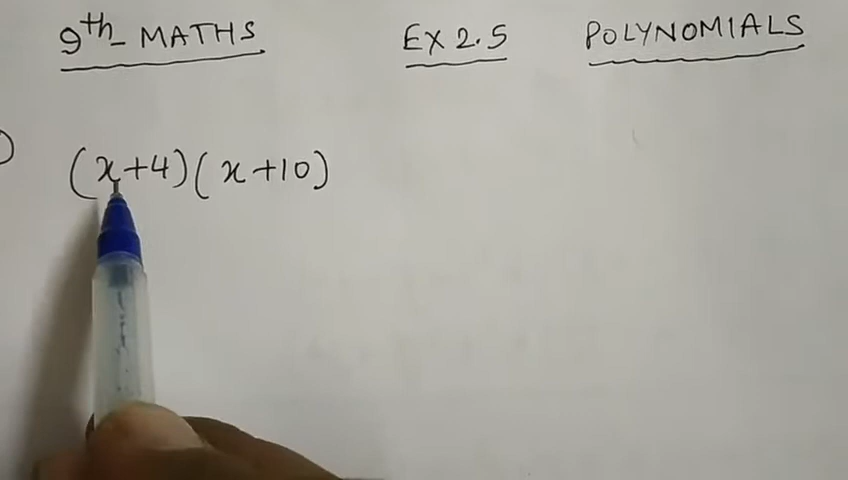 9th MATHS EX 2.5 POLYNOMIALS
) (x+4)(x+10)